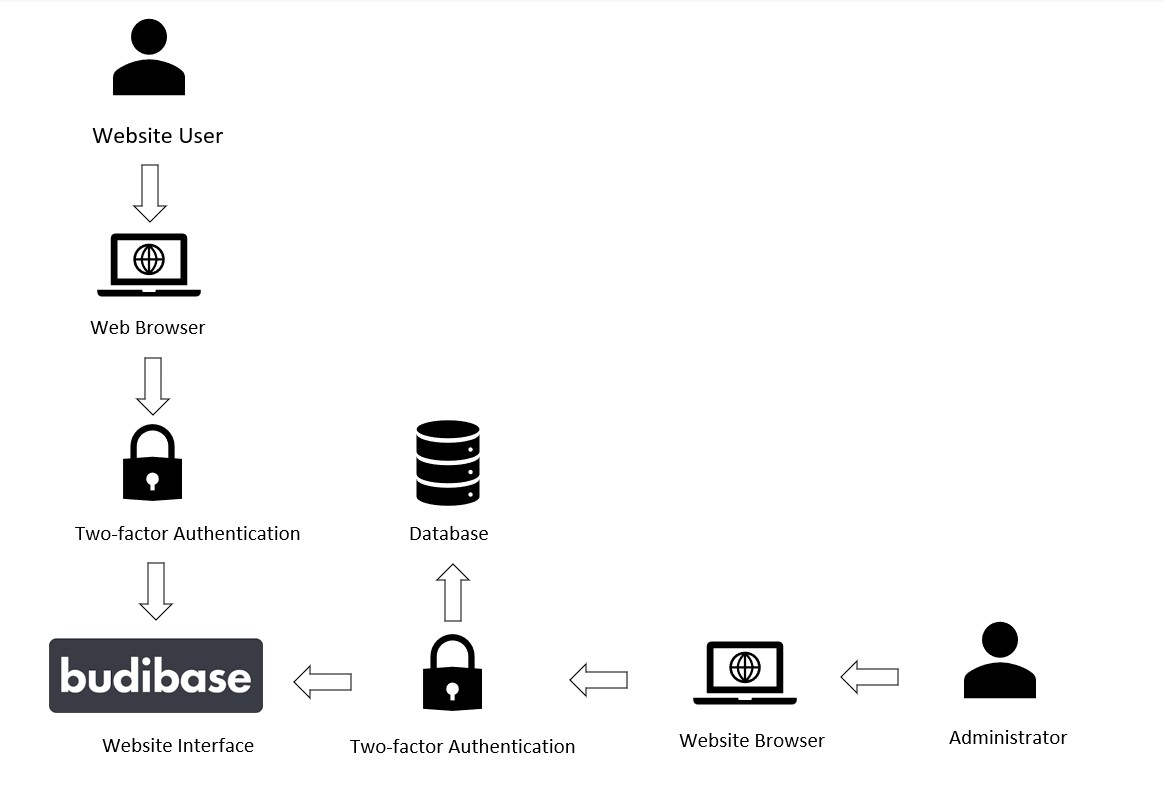 Website User
Web Browser
Two-factor Authentication
Database
budibase
Website Interface
Two-factor Authentication
Website Browser
Administrator